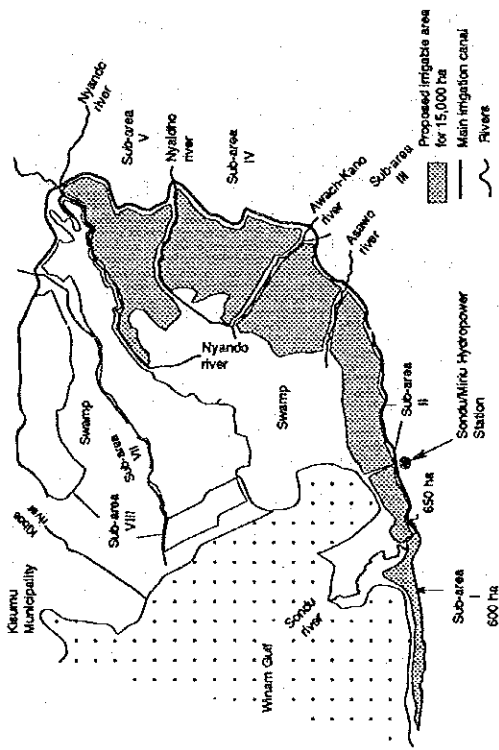 Kisumu
Municipality
Kibos
river
Sub-area
VIII
Swamp
Sub-area
VII
Nyando
river
Winam Gulf
Sondu
river
Swamp
Nyando
river
Sub-area
V
Nyaidho
river
Sub-area
IV
Awach-Kano
river
Sub-area
III
Asawo
river
Sub-area
II
Sondu/Miriu Hydropower
Station
650 ha
Sub-area
I
600 ha
Proposed irrigable area
for 15,000 ha
Main irrigation canal
Rivers